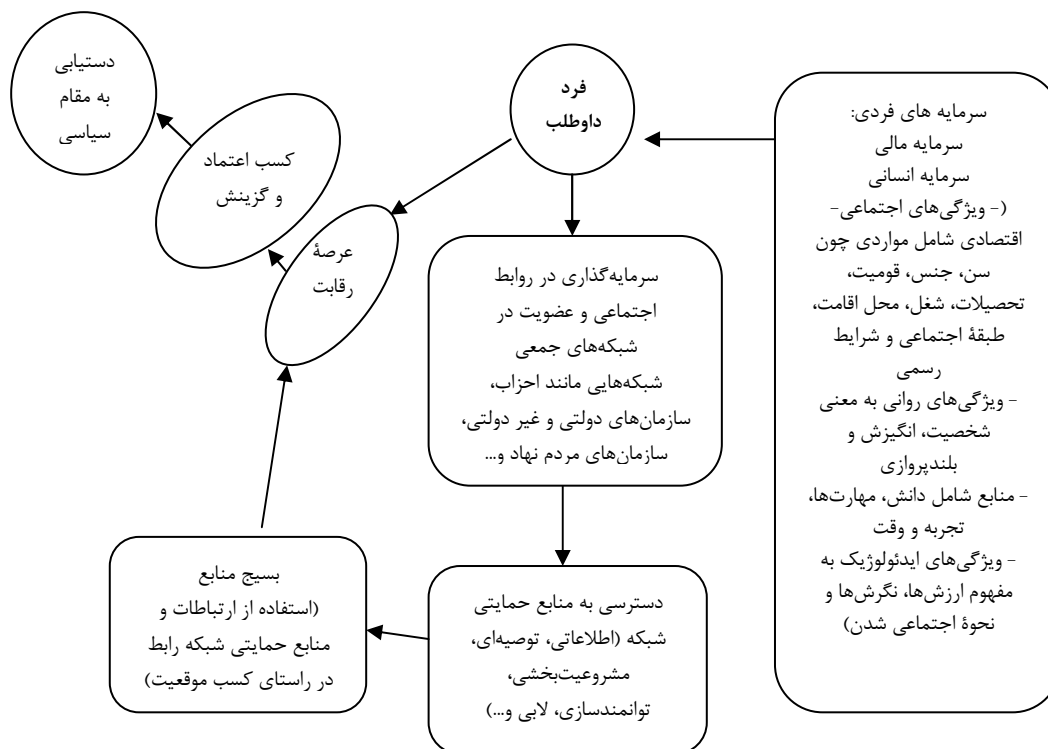 سرمایه های فردی:
سرمایه مالی
سرمایه انسانی
(- ویژگی‌های اجتماعی-
اقتصادی شامل مواردی چون
سن، جنس، قومیت،
تحصیلات، شغل، محل اقامت،
طبقهٔ اجتماعی و شرایط
رسمی
- ویژگی‌های روانی به معنی
شخصیت، انگیزش و
بلندپروازی
- منابع شامل دانش، مهارت‌ها،
تجربه و وقت
- ویژگی‌های ایدئولوژیک به
مفهوم ارزش‌ها، نگرش‌ها و
نحوهٔ اجتماعی شدن)
فرد
داوطلب
سرمایه‌گذاری در روابط
اجتماعی و عضویت در
شبکه‌های جمعی
شبکه‌هایی مانند احزاب،
سازمان‌های دولتی و غیر دولتی،
سازمان‌های مردم نهاد و...
دسترسی به منابع حمایتی
شبکه (اطلاعاتی، توصیه‌ای،
مشروعیت‌بخشی،
توانمندسازی، لابی و...)
بسیج منابع
(استفاده از ارتباطات و
منابع حمایتی شبکه رابط
در راستای کسب موقعیت)
عرصهٔ
رقابت
کسب اعتماد
و گزینش
دستیابی
به مقام
سیاسی